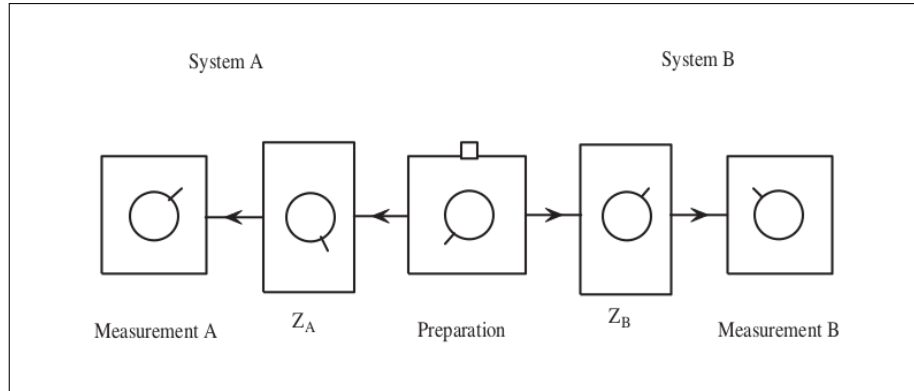 System A
System B
Measurement A
Z_A
Preparation
Z_B
Measurement B